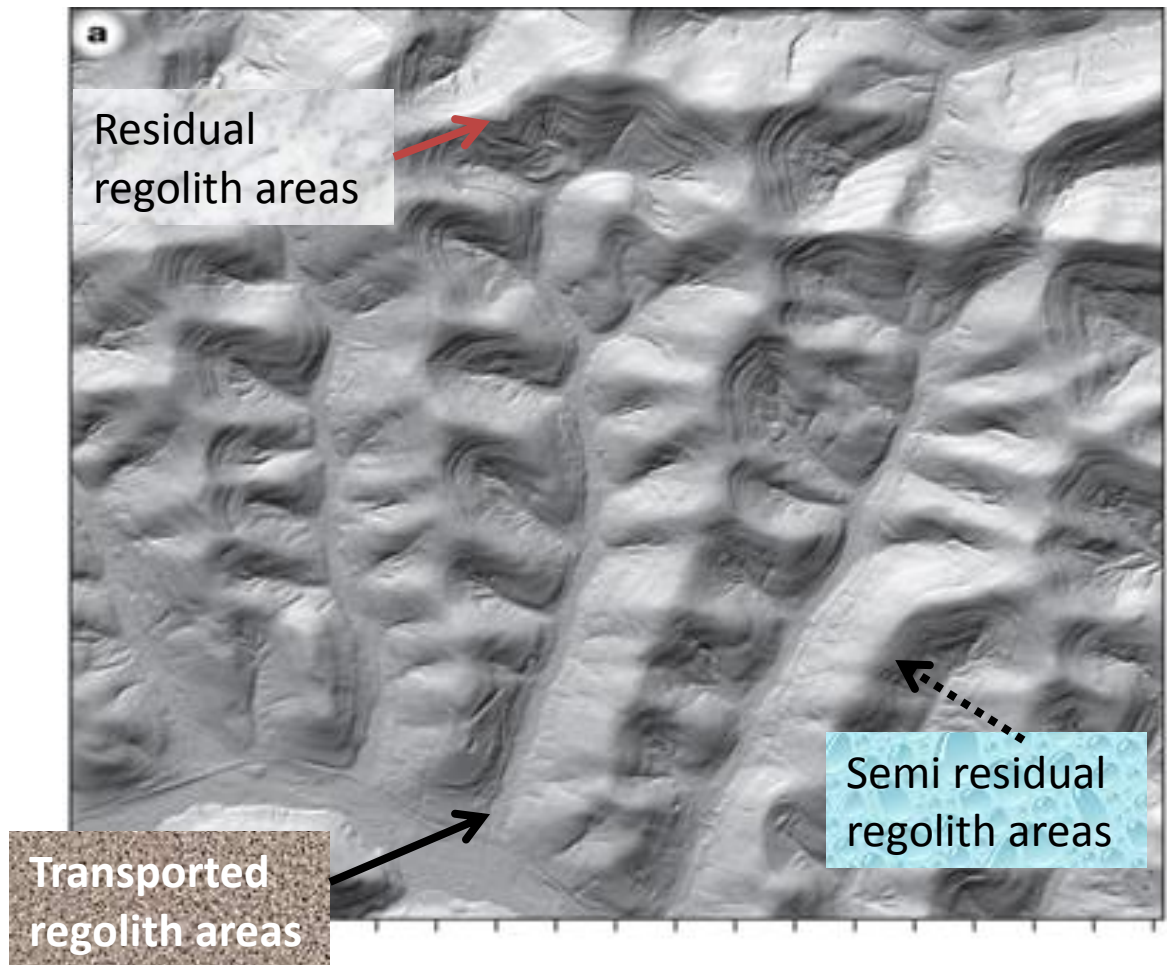 a
Residual
regolith areas
Semi residual
regolith areas
Transported
regolith areas